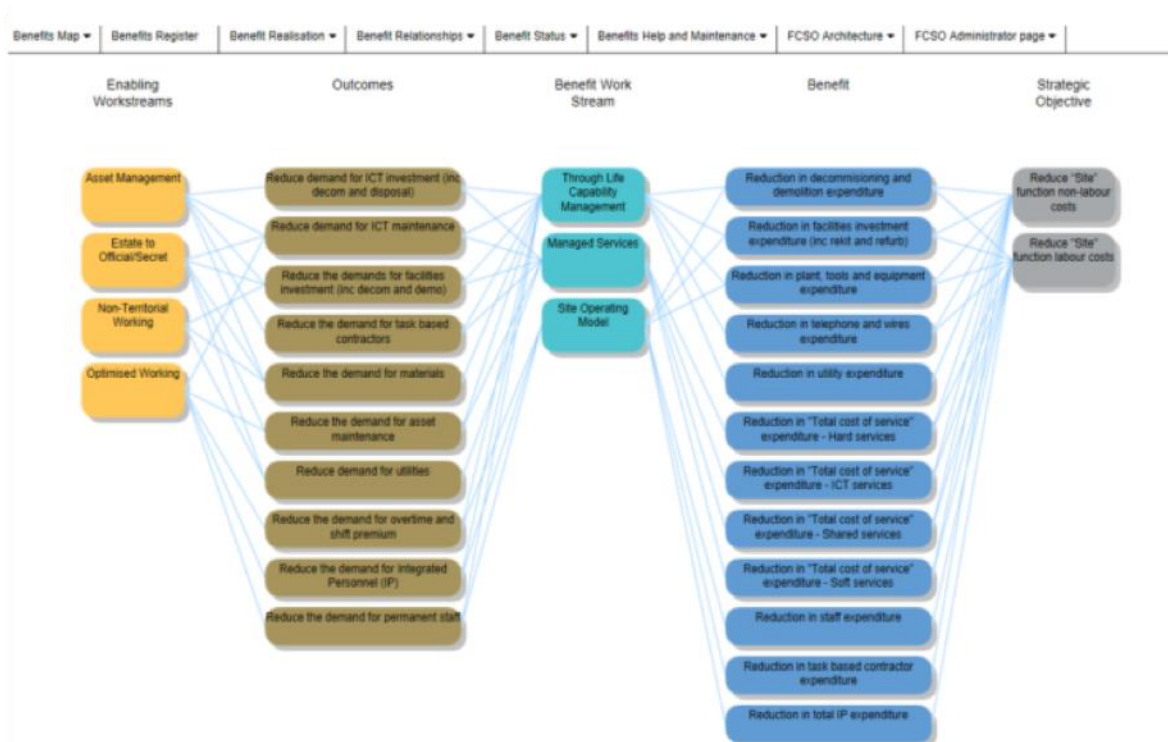 Benefits Map
Benefits Register
Benefit Realisation
Benefit Relationships
Benefit Status
Benefits Help and Maintenance
FCSO Architecture
FCSO Administrator page
Enabling
Workstreams
Outcomes
Benefit Work
Stream
Benefit
Strategic
Objective
Asset Management
Estate to
Official/Secret
Non-Territorial
Working
Optimised Working
Reduce demand for ICT investment (inc
decom and disposal)
Reduce demand for ICT maintenance
Reduce the demands for facilities
investment (inc decom and demo)
Reduce the demand for task based
contractors
Reduce the demand for materials
Reduce the demand for asset
maintenance
Reduce demand for utilities
Reduce the demand for overtime and
shift premium
Reduce the demand for Integrated
Personnel (IP)
Reduce the demand for permanent staff
Through Life
Capability
Management
Managed Services
Site Operating
Model
Reduction in decommisioning and
demolition expenditure
Reduction in facilities investment
expenditure (inc rekit and refurb)
Reduction in plant, tools and equipment
expenditure
Reduction in telephone and wires
expenditure
Reduction in utility expenditure
Reduction in "Total cost of service"
expenditure - Hard services
Reduction in "Total cost of service"
expenditure - ICT services
Reduction in "Total cost of service"
expenditure - Shared services
Reduction in "Total cost of service"
expenditure - Soft services
Reduction in staff expenditure
Reduction in task based contractor
expenditure
Reduction in total IP expenditure
Reduce "Site"
function non-labour
costs
Reduce "Site"
function labour costs